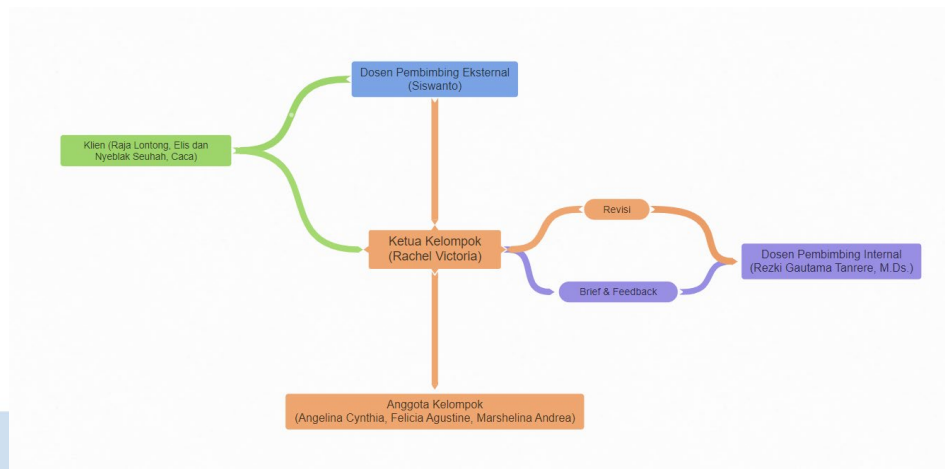 Dosen Pembimbing Eksternal
(Siswanto)
Klien (Raja Lontong, Elis dan
Nyeblak Seuhah, Caca)
Revisi
Ketua Kelompok
(Rachel Victoria)
Dosen Pembimbing Internal
(Rezki Gautama Tanrere, M.Ds.)
Brief & Feedback
Anggota Kelompok
(Angelina Cynthia, Felicia Agustine, Marshelina Andrea)